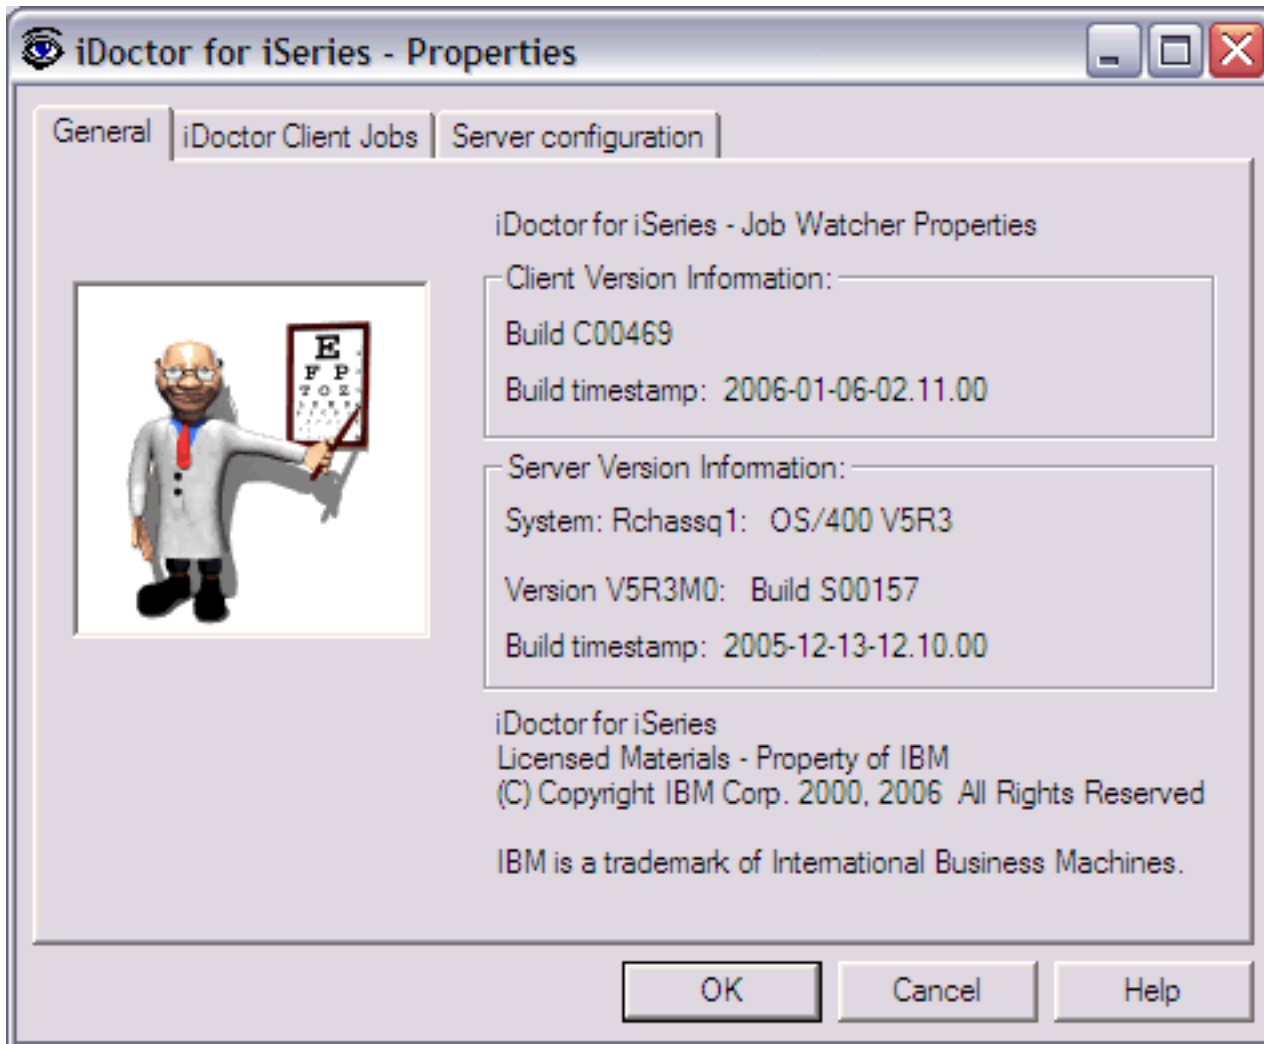 iDoctor for iSeries - Properties
General
iDoctor Client Jobs
Server configuration
iDoctor for iSeries - Job Watcher Properties
Client Version Information:
Build C00469
Build timestamp: 2006-01-06-02.11.00
E
F P
T O Z
Server Version Information:
System: Rchassq1: OS/400 V5R3
Version V5R3M0: Build S00157
Build timestamp: 2005-12-13-12.10.00
iDoctor for iSeries
Licensed Materials - Property of IBM
(C) Copyright IBM Corp. 2000, 2006 All Rights Reserved
IBM is a trademark of International Business Machines.
OK
Cancel
Help